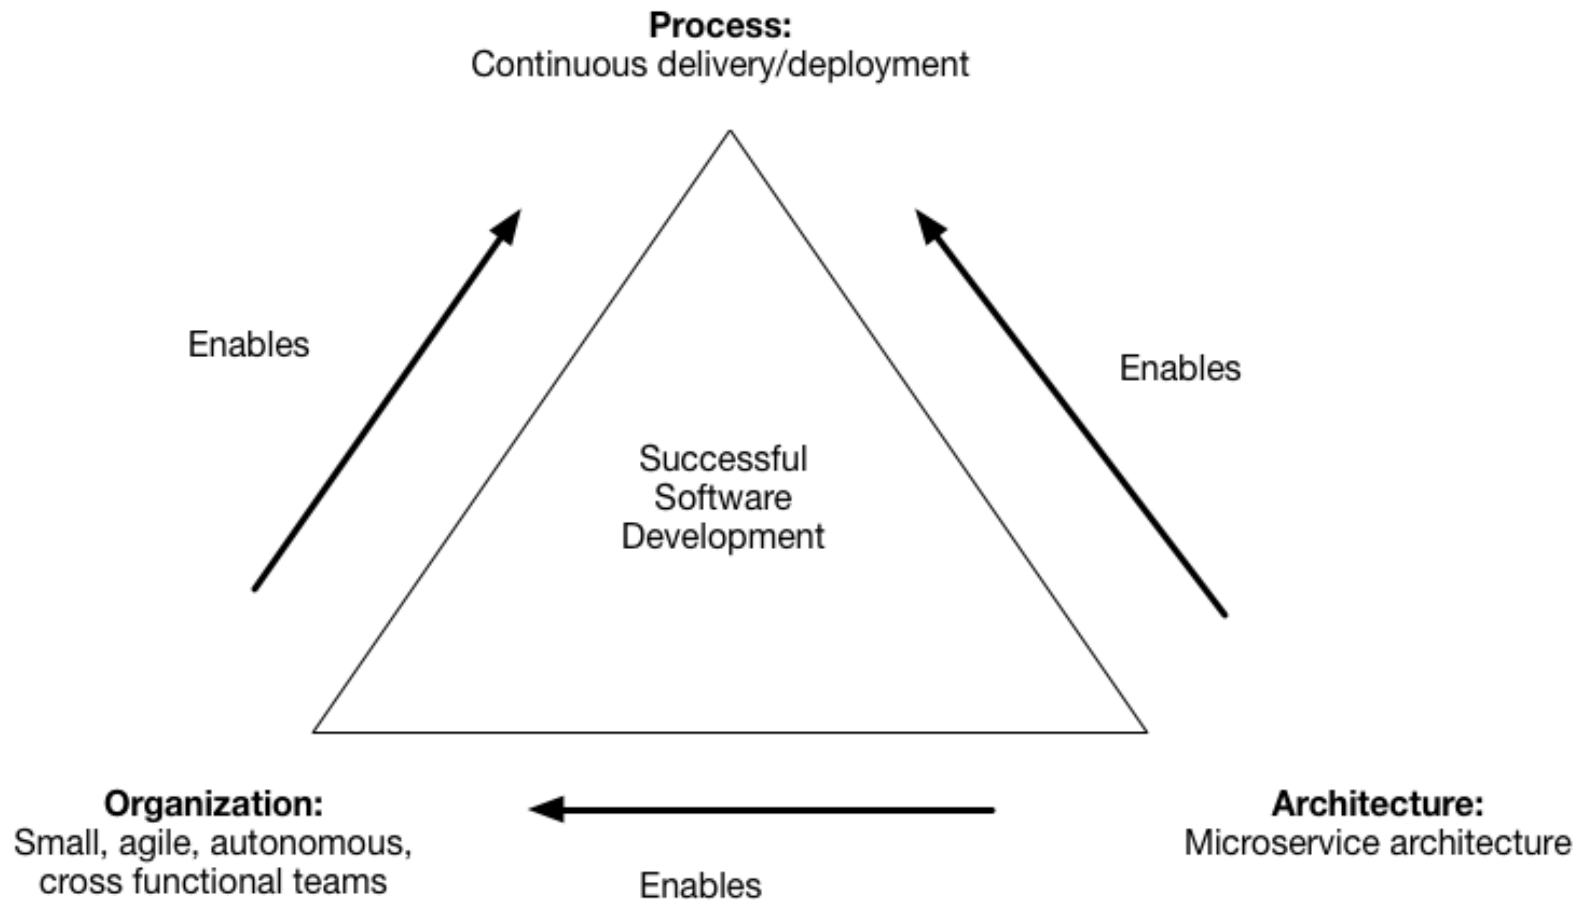 Process:
Continuous delivery/deployment
Enables
Enables
Successful
Software
Development
Organization:
Small, agile, autonomous,
cross functional teams
Enables
Architecture:
Microservice architecture